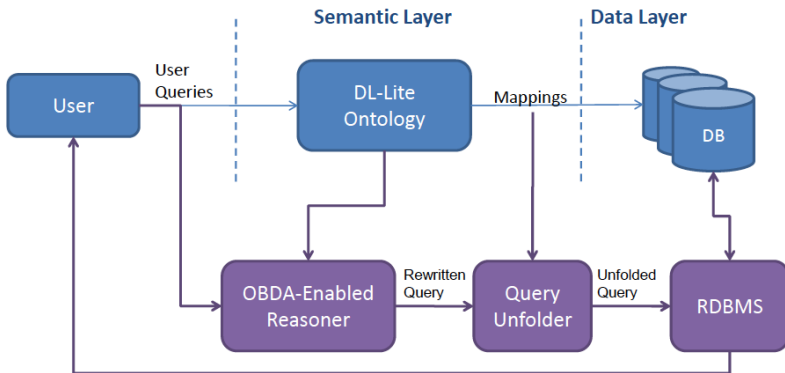 Semantic Layer
Data Layer
User
Queries
User
DL-Lite
Ontology
Mappings
DB
OBDA-Enabled
Reasoner
Rewritten
Query
Query
Unfolder
Unfolded
Query
RDBMS